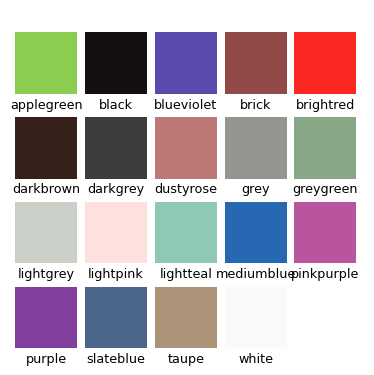 applegreen black blueviolet brick brightred
darkbrown darkgrey dustyrose grey greygreen
lightgrey lightpink lightteal mediumblue pinkpurple
purple slateblue taupe white